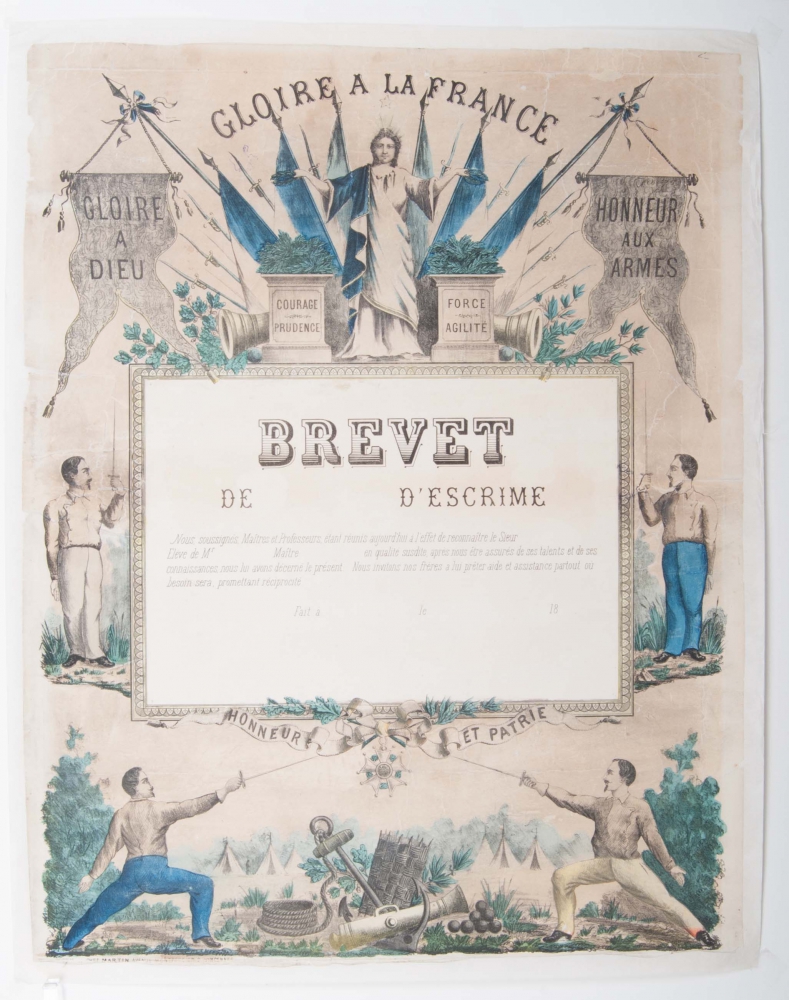 GLOIRE A LA FRANCE
GLOIRE
A
DIEU
HONNEUR
AUX
ARMES
COURAGE
PRUDENCE
FORCE
AGILITÉ
BREVET
DE D'ESCRIME
Nous soussignés, Maîtres et Professeurs, étant réunis aujourd'hui à l'effet de reconnaître le Sieur
Élève de Mr Maître en qualité susdite, après nous être assurés de ses talents et de ses
connaissances, nous lui avons décerné le présent. Nous invitons nos frères à lui prêter aide et assistance partout où
besoin sera, promettant réciprocité
Fait à le 18
HONNEUR ET PATRIE
MARTIN